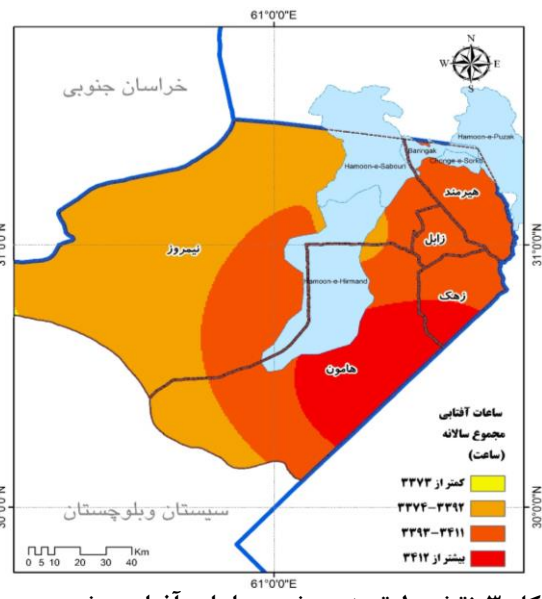 61°0'0"E
N
W E
S
خراسان جنوبی
Hamoon-e-Puzak
Baringak
Chonge-e-Sorkh
Hamoon-e-Sabouri
هیرمند
زابل
31°0'0"N
31°0'0"N
نیمروز
Hamoon-e-Hirmand
زهک
هامون
ساعات آفتابی
مجموع سالانه
(ساعت)
کمتر از ۳۳۷۳
۳۳۷۴-۳۳۹۲
۳۳۹۳-۳۴۱۱
بیشتر از ۳۴۱۲
سیستان وبلوچستان
30°0'0"N
30°0'0"N
0 5 10 20 30 40 Km
61°0'0"E